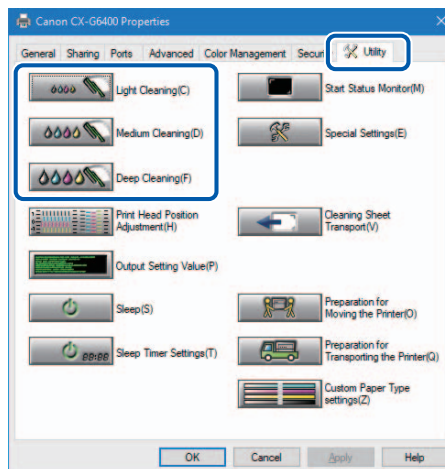 Canon CX-G6400 Properties
General Sharing Ports Advanced Color Management Securi Utility
Light Cleaning(C)
Start Status Monitor(M)
Medium Cleaning(D)
Special Settings(E)
Deep Cleaning(F)
Print Head Position
Adjustment(H)
Cleaning Sheet
Transport(V)
Output Setting Value(P)
Sleep(S)
Preparation for
Moving the Printer(O)
Sleep Timer Settings(T)
Preparation for
Transporting the Printer(Q)
Custom Paper Type
settings(Z)
OK Cancel Apply Help